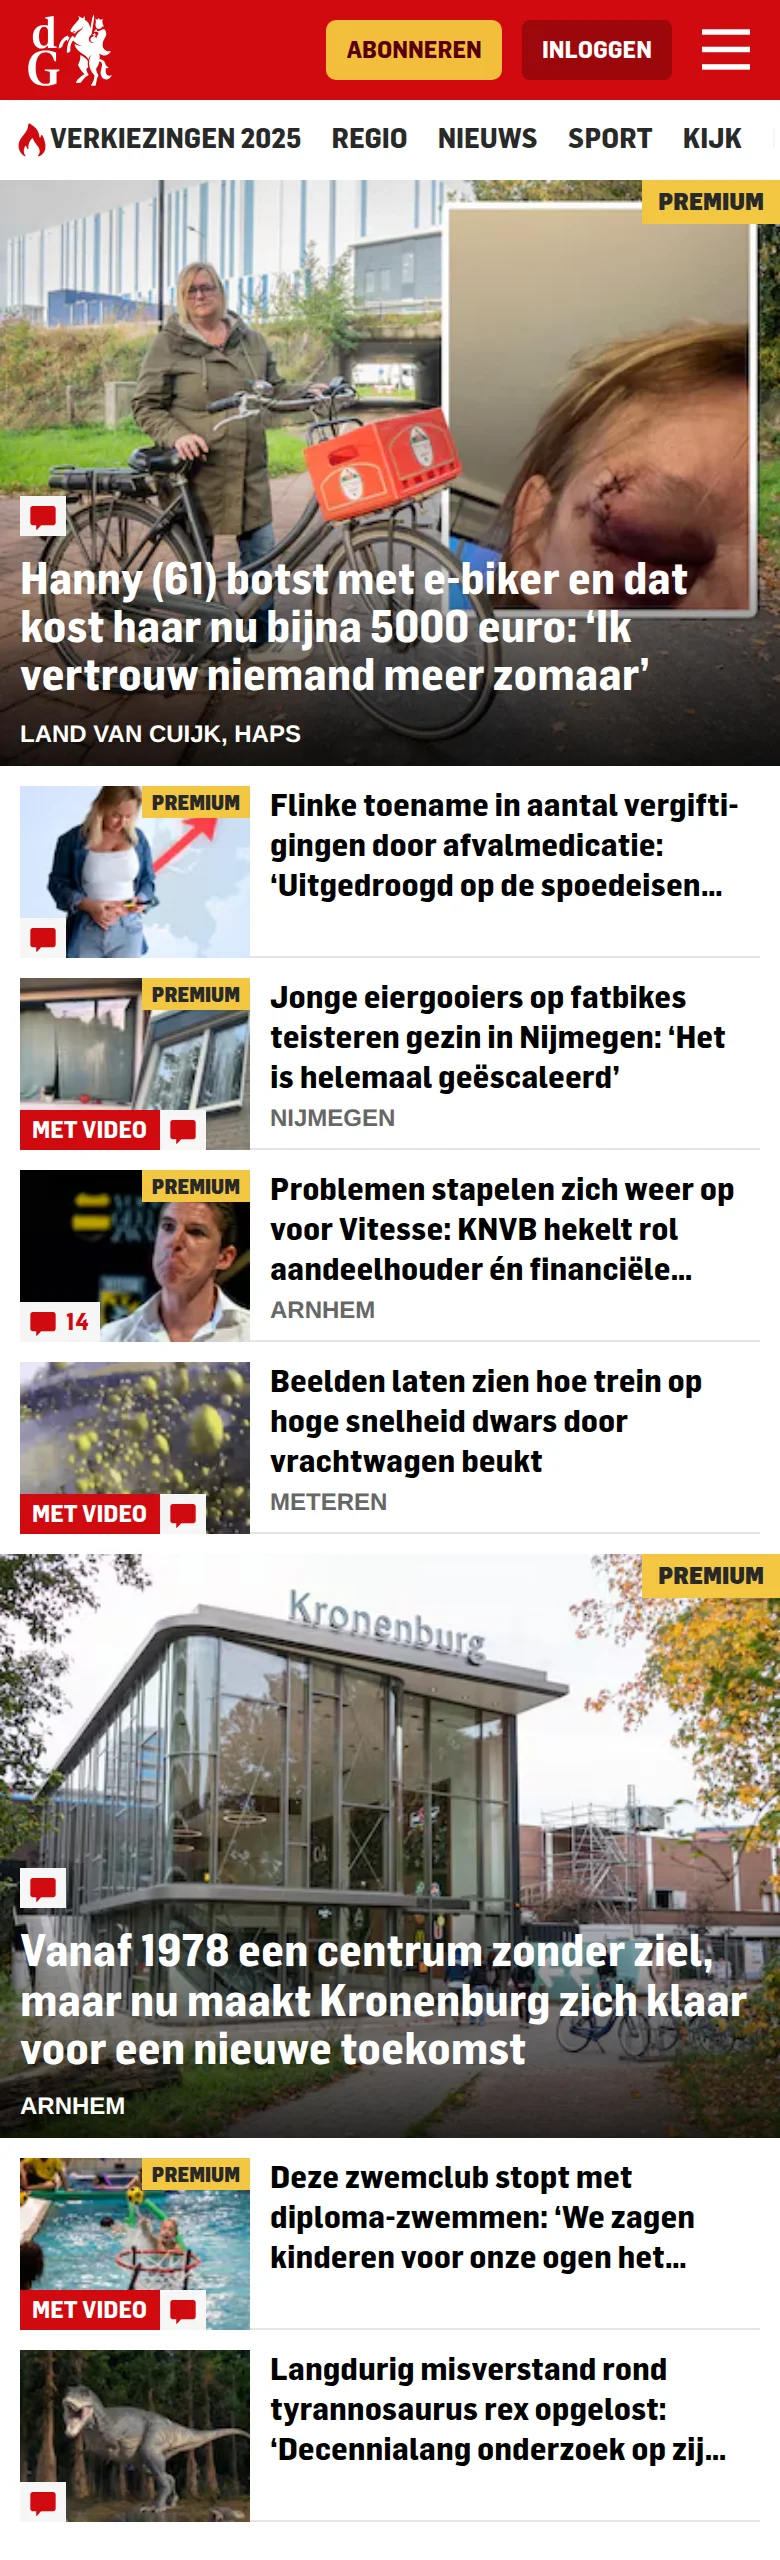 dG
ABONNEREN
INLOGGEN
VERKIEZINGEN 2025
REGIO
NIEUWS
SPORT
KIJK
PREMIUM
Hanny (61) botst met e-biker en dat
kost haar nu bijna 5000 euro: ‘Ik
vertrouw niemand meer zomaar’
LAND VAN CUIJK, HAPS
PREMIUM
Flinke toename in aantal vergifti-
gingen door afvalmedicatie:
‘Uitgedroogd op de spoedeisen...
PREMIUM
MET VIDEO
Jonge eiergooiers op fatbikes
teisteren gezin in Nijmegen: ‘Het
is helemaal geëscaleerd’
NIJMEGEN
PREMIUM
14
Problemen stapelen zich weer op
voor Vitesse: KNVB hekelt rol
aandeelhouder én financiële...
ARNHEM
MET VIDEO
Beelden laten zien hoe trein op
hoge snelheid dwars door
vrachtwagen beukt
METEREN
PREMIUM
Kronenburg
Vanaf 1978 een centrum zonder ziel,
maar nu maakt Kronenburg zich klaar
voor een nieuwe toekomst
ARNHEM
PREMIUM
MET VIDEO
Deze zwemclub stopt met
diploma-zwemmen: ‘We zagen
kinderen voor onze ogen het...
Langdurig misverstand rond
tyrannosaurus rex opgelost:
‘Decennialang onderzoek op zij...